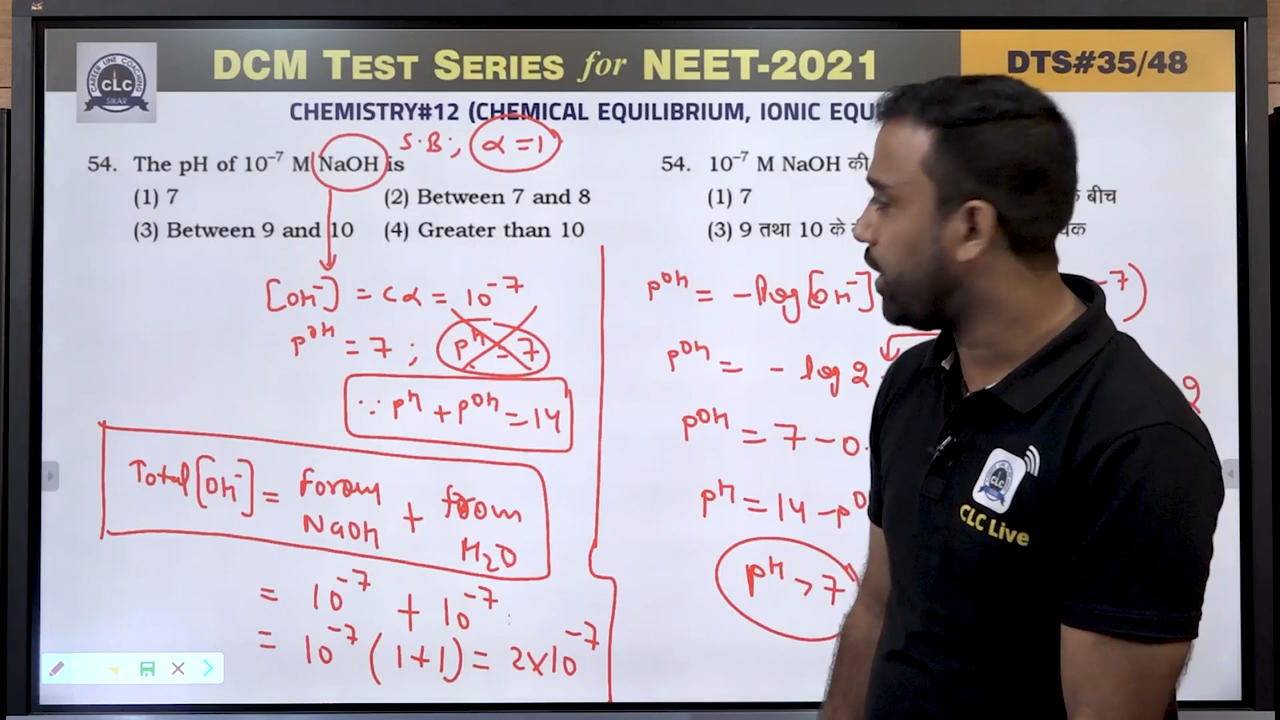 CAREER LINE COACHING
CLC
SIKAR
DCM TEST SERIES for NEET-2021
DTS#35/48
CHEMISTRY#12 (CHEMICAL EQUILIBRIUM, IONIC EQU
S.B; α=1
54. The pH of 10⁻⁷ M NaOH is
(1) 7 (2) Between 7 and 8
(3) Between 9 and 10 (4) Greater than 10
[OH⁻] = cα = 10⁻⁷
pOH = 7 ; pH = 7
∵ pH + pOH = 14
Total [OH⁻] = forom NaOH + from H₂O
= 10⁻⁷ + 10⁻⁷
= 10⁻⁷ (1+1) = 2×10⁻⁷
54. 10⁻⁷ M NaOH की
(1) 7 बीच
(3) 9 तथा 10 के
pOH = -log[OH⁻] ⁻⁷)
pOH = - log 2
2
pOH = 7 - 0.
pH = 14 - pO
pH > 7
CLC
CLC Live